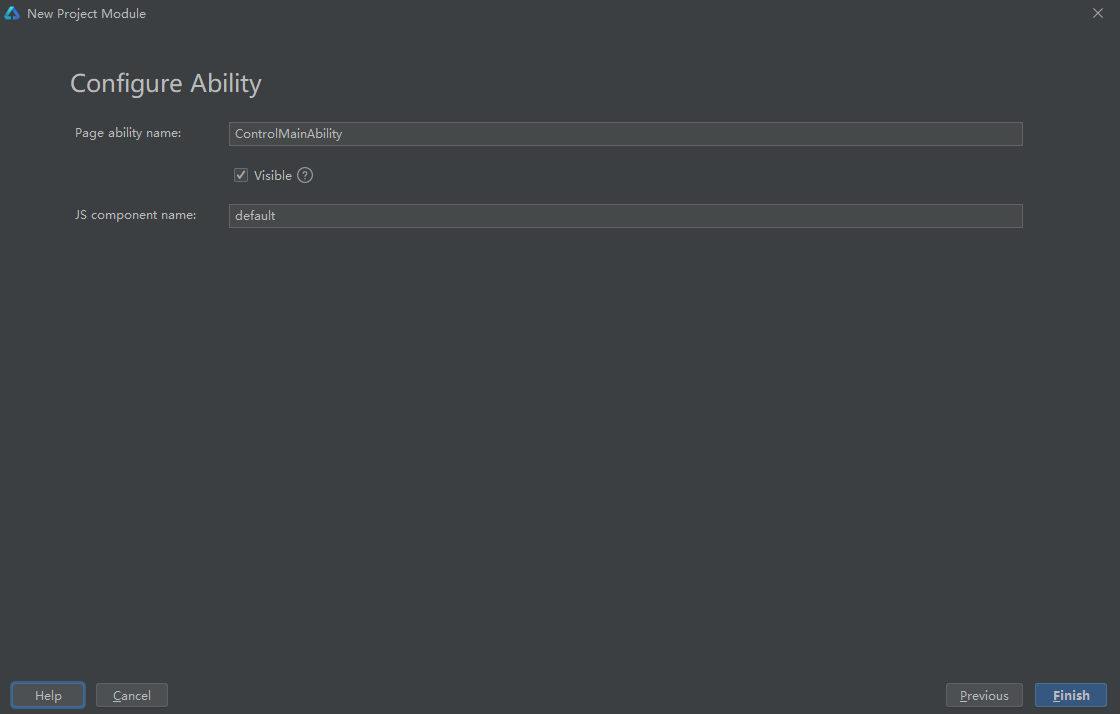 New Project Module
Configure Ability
Page ability name: ControlMainAbility
Visible ?
JS component name: default
Help Cancel Previous Finish